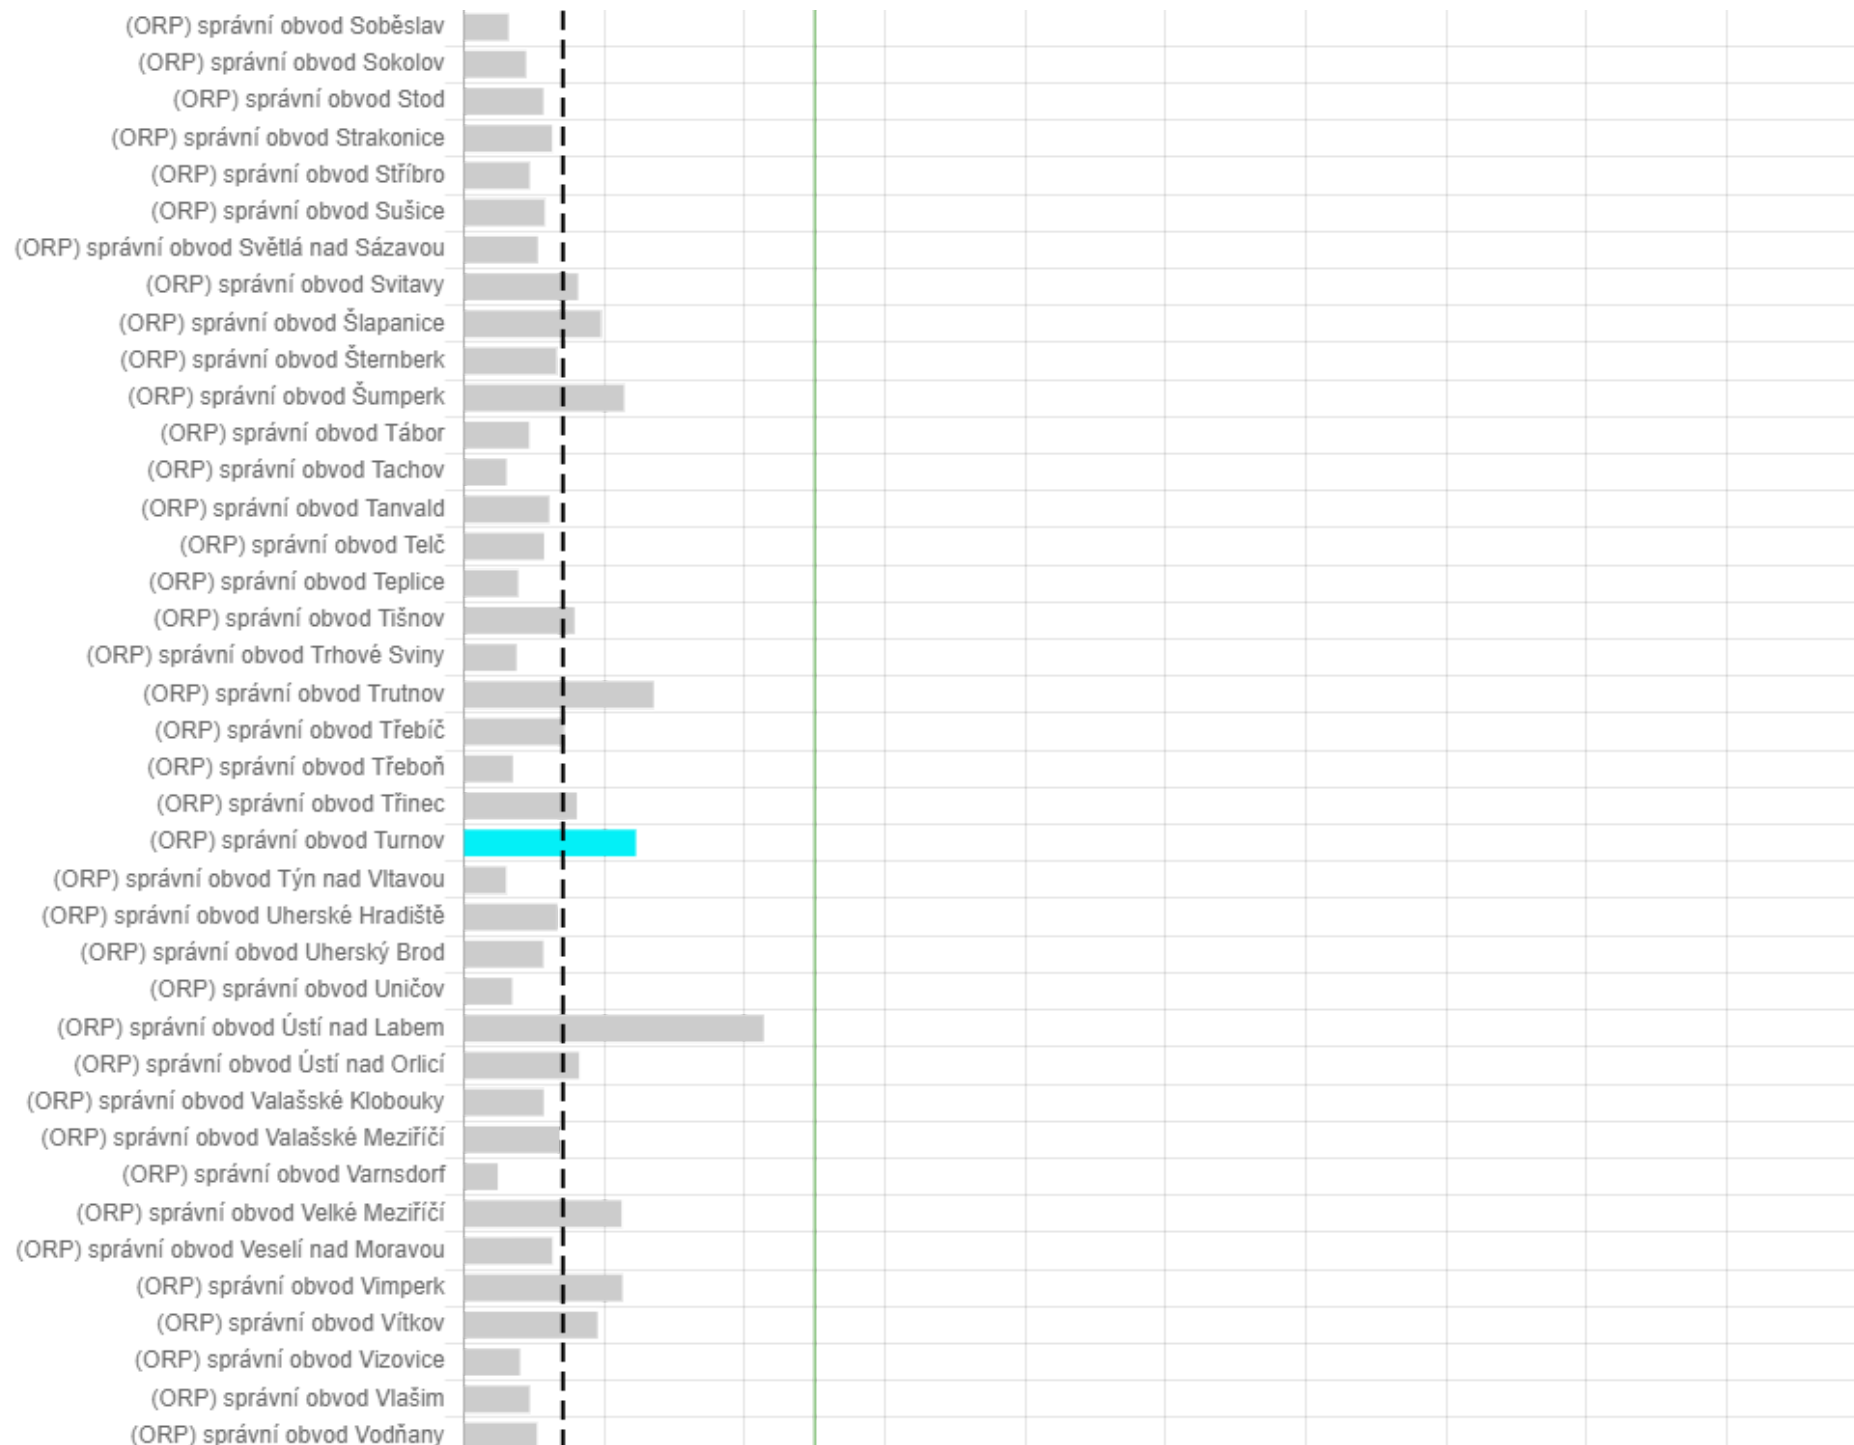 (ORP) správní obvod Soběslav
(ORP) správní obvod Sokolov
(ORP) správní obvod Stod
(ORP) správní obvod Strakonice
(ORP) správní obvod Stříbro
(ORP) správní obvod Sušice
(ORP) správní obvod Světlá nad Sázavou
(ORP) správní obvod Svitavy
(ORP) správní obvod Šlapanice
(ORP) správní obvod Šternberk
(ORP) správní obvod Šumperk
(ORP) správní obvod Tábor
(ORP) správní obvod Tachov
(ORP) správní obvod Tanvald
(ORP) správní obvod Telč
(ORP) správní obvod Teplice
(ORP) správní obvod Tišnov
(ORP) správní obvod Trhové Sviny
(ORP) správní obvod Trutnov
(ORP) správní obvod Třebíč
(ORP) správní obvod Třeboň
(ORP) správní obvod Třinec
(ORP) správní obvod Turnov
(ORP) správní obvod Týn nad Vltavou
(ORP) správní obvod Uherské Hradiště
(ORP) správní obvod Uherský Brod
(ORP) správní obvod Uničov
(ORP) správní obvod Ústí nad Labem
(ORP) správní obvod Ústí nad Orlicí
(ORP) správní obvod Valašské Klobouky
(ORP) správní obvod Valašské Meziříčí
(ORP) správní obvod Varnsdorf
(ORP) správní obvod Velké Meziříčí
(ORP) správní obvod Veselí nad Moravou
(ORP) správní obvod Vimperk
(ORP) správní obvod Vítkov
(ORP) správní obvod Vizovice
(ORP) správní obvod Vlašim
(ORP) správní obvod Vodňany